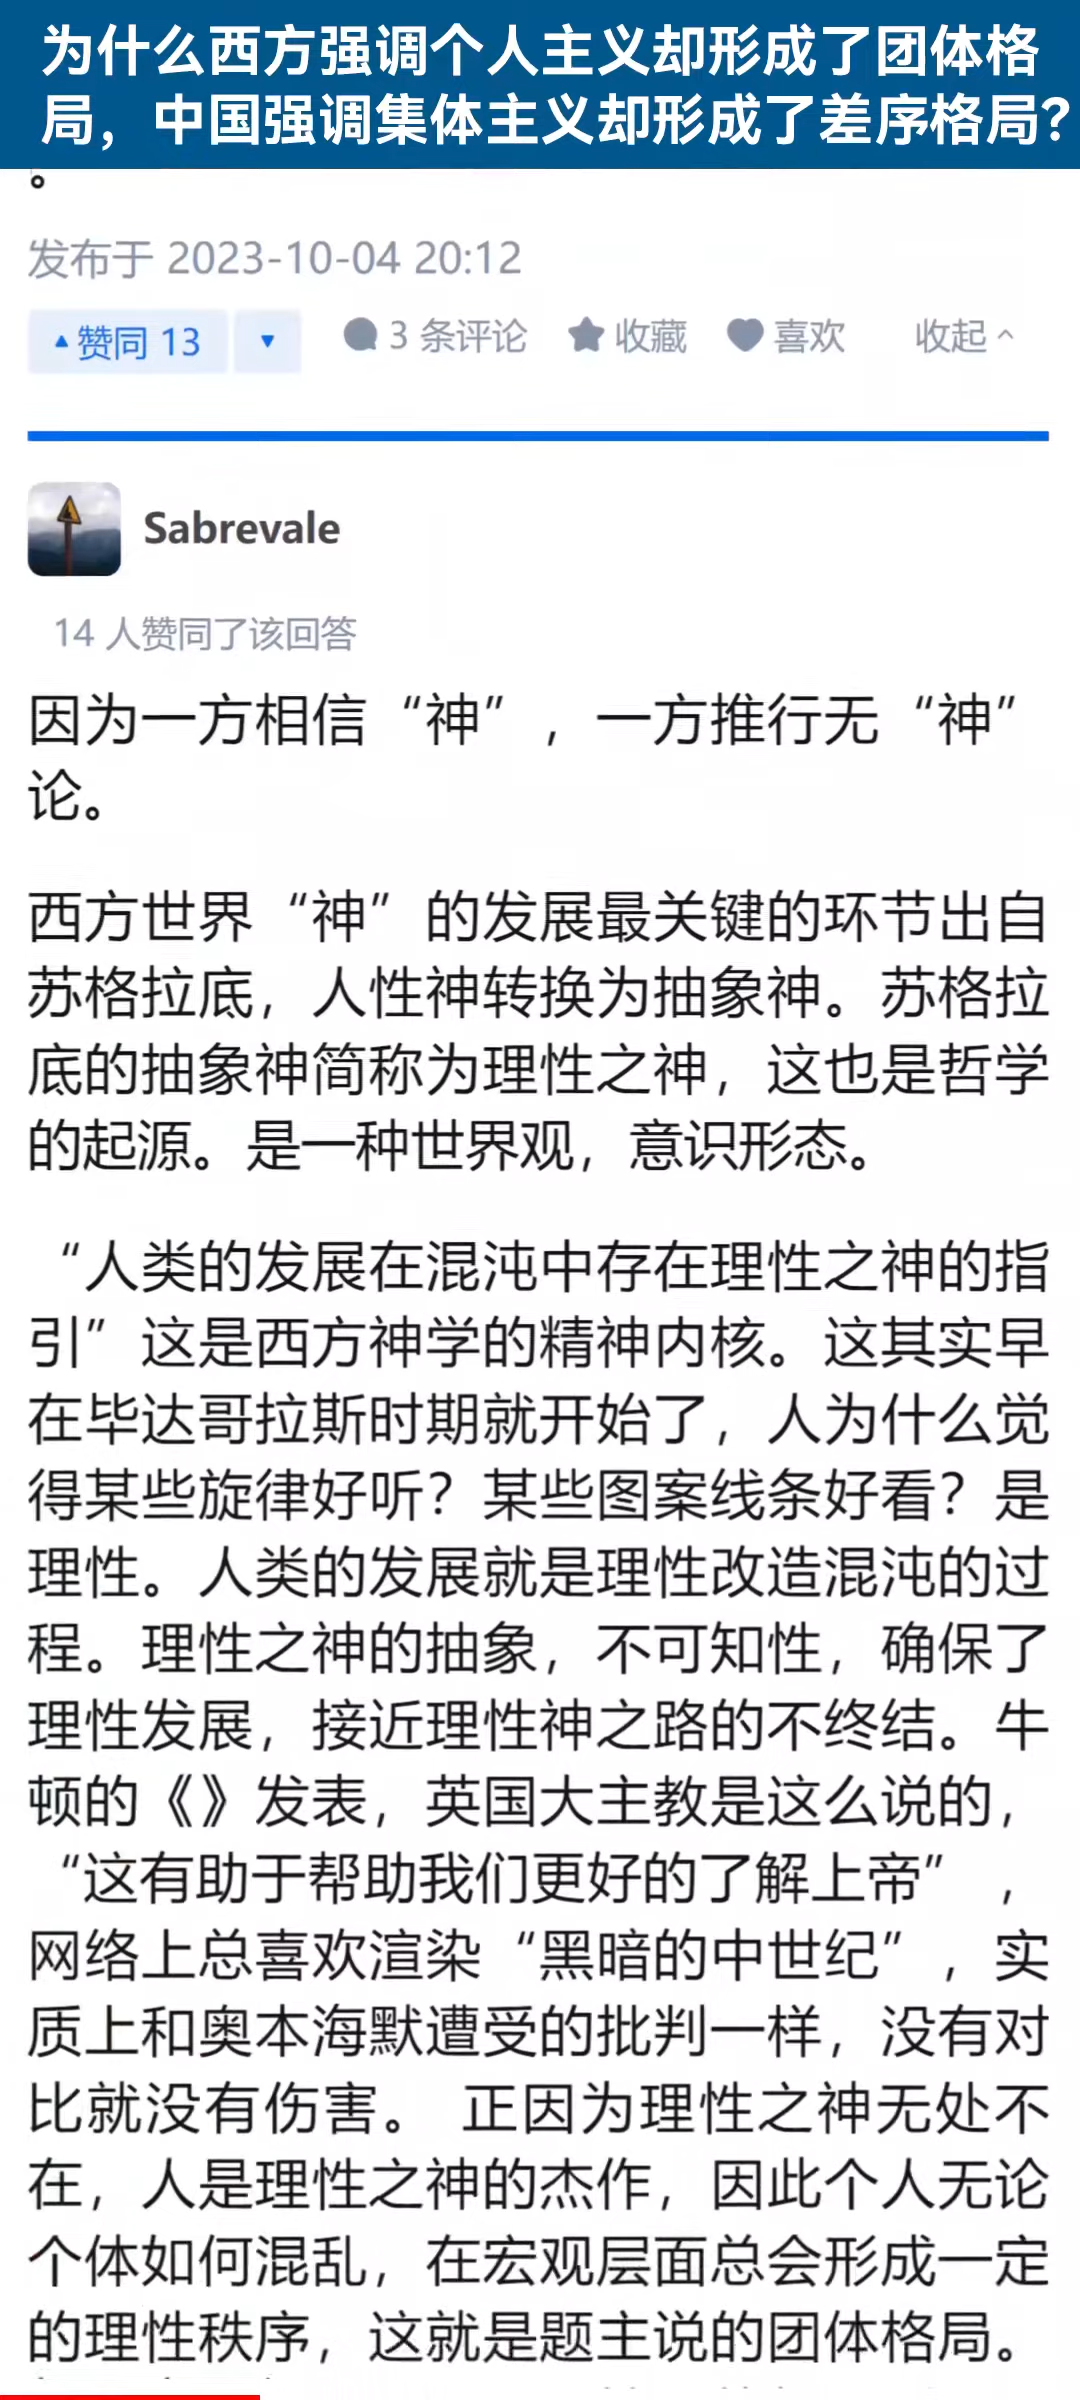 为什么西方强调个人主义却形成了团体格
局，中国强调集体主义却形成了差序格局？
。
发布于 2023-10-04 20:12
赞同 13
3 条评论
收藏
喜欢
收起
Sabrevale
14 人赞同了该回答
因为一方相信“神”，一方推行无“神”
论。
西方世界“神”的发展最关键的环节出自
苏格拉底，人性神转换为抽象神。苏格拉
底的抽象神简称为理性之神，这也是哲学
的起源。是一种世界观，意识形态。
“人类的发展在混沌中存在理性之神的指
引”这是西方神学的精神内核。这其实早
在毕达哥拉斯时期就开始了，人为什么觉
得某些旋律好听？某些图案线条好看？是
理性。人类的发展就是理性改造混沌的过
程。理性之神的抽象，不可知性，确保了
理性发展，接近理性神之路的不终结。牛
顿的《》发表，英国大主教是这么说的，
“这有助于帮助我们更好的了解上帝”，
网络上总喜欢渲染“黑暗的中世纪”，实
质上和奥本海默遭受的批判一样，没有对
比就没有伤害。 正因为理性之神无处不
在，人是理性之神的杰作，因此个人无论
个体如何混乱，在宏观层面总会形成一定
的理性秩序，这就是题主说的团体格局。